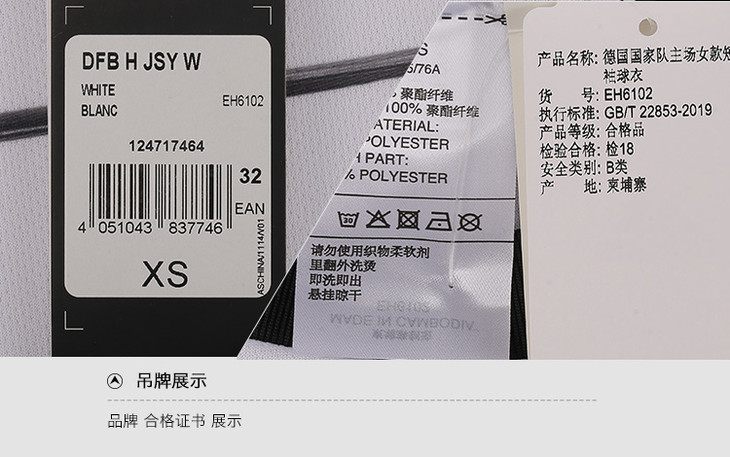 DFB H JSY W
WHITE
BLANC
EH6102
124717464
32
EAN
4 051043 837746
XS
ASCHINA/1114/V01
S
/76A
聚酯纤维
100% 聚酯纤维
MATERIAL:
POLYESTER
H PART:
% POLYESTER
30
请勿使用织物柔软剂
里翻外洗烫
即洗即出
悬挂晾干
EH6102
MADE IN CAMBODIA
产品名称: 德国国家队主场女款短
袖球衣
货 号: EH6102
执行标准: GB/T 22853-2019
产品等级: 合格品
检验合格: 检18
安全类别: B类
产 地: 柬埔寨
吊牌展示
品牌 合格证书 展示